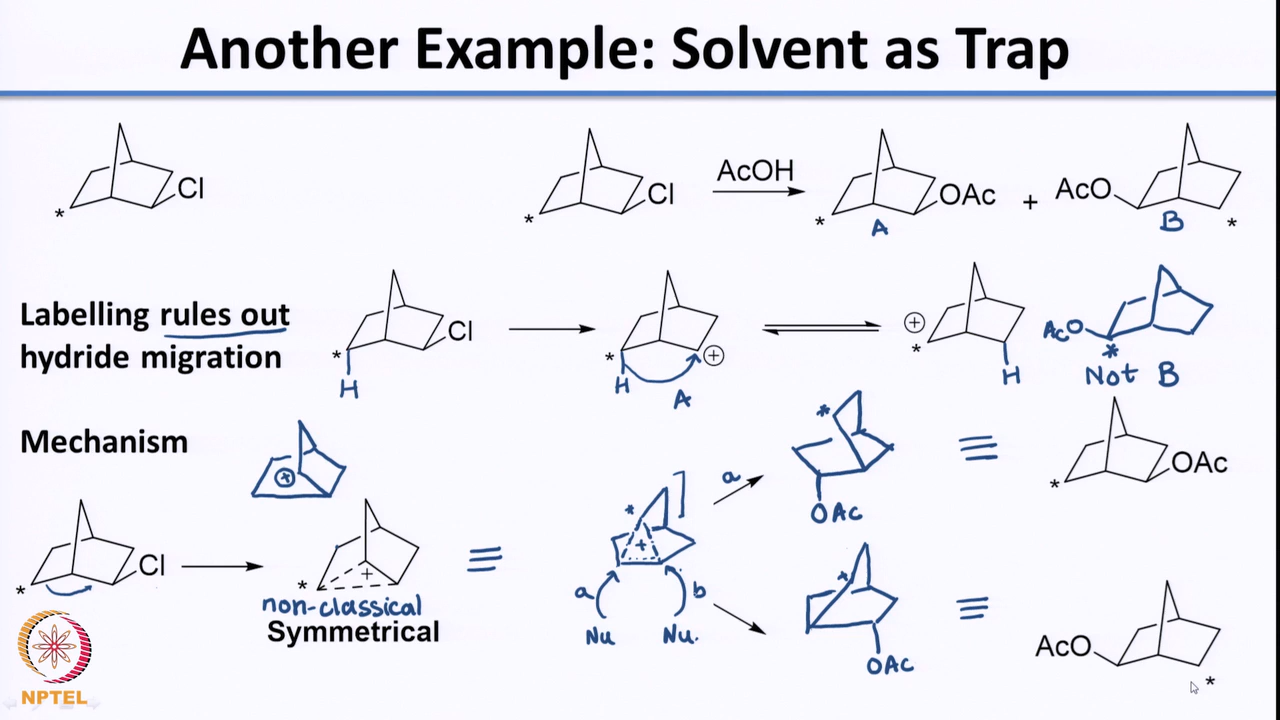 Another Example: Solvent as Trap
* Cl
* Cl AcOH * OAc + AcO *
A B
Labelling rules out
hydride migration
* H Cl
* H ⊕ A
⊕ * H
AcO * Not B
Mechanism
⊕
* Cl
* +
non-classical
Symmetrical
* +
a b
Nu Nu.
a
* OAc
* OAc
* OAc
AcO *
NPTEL